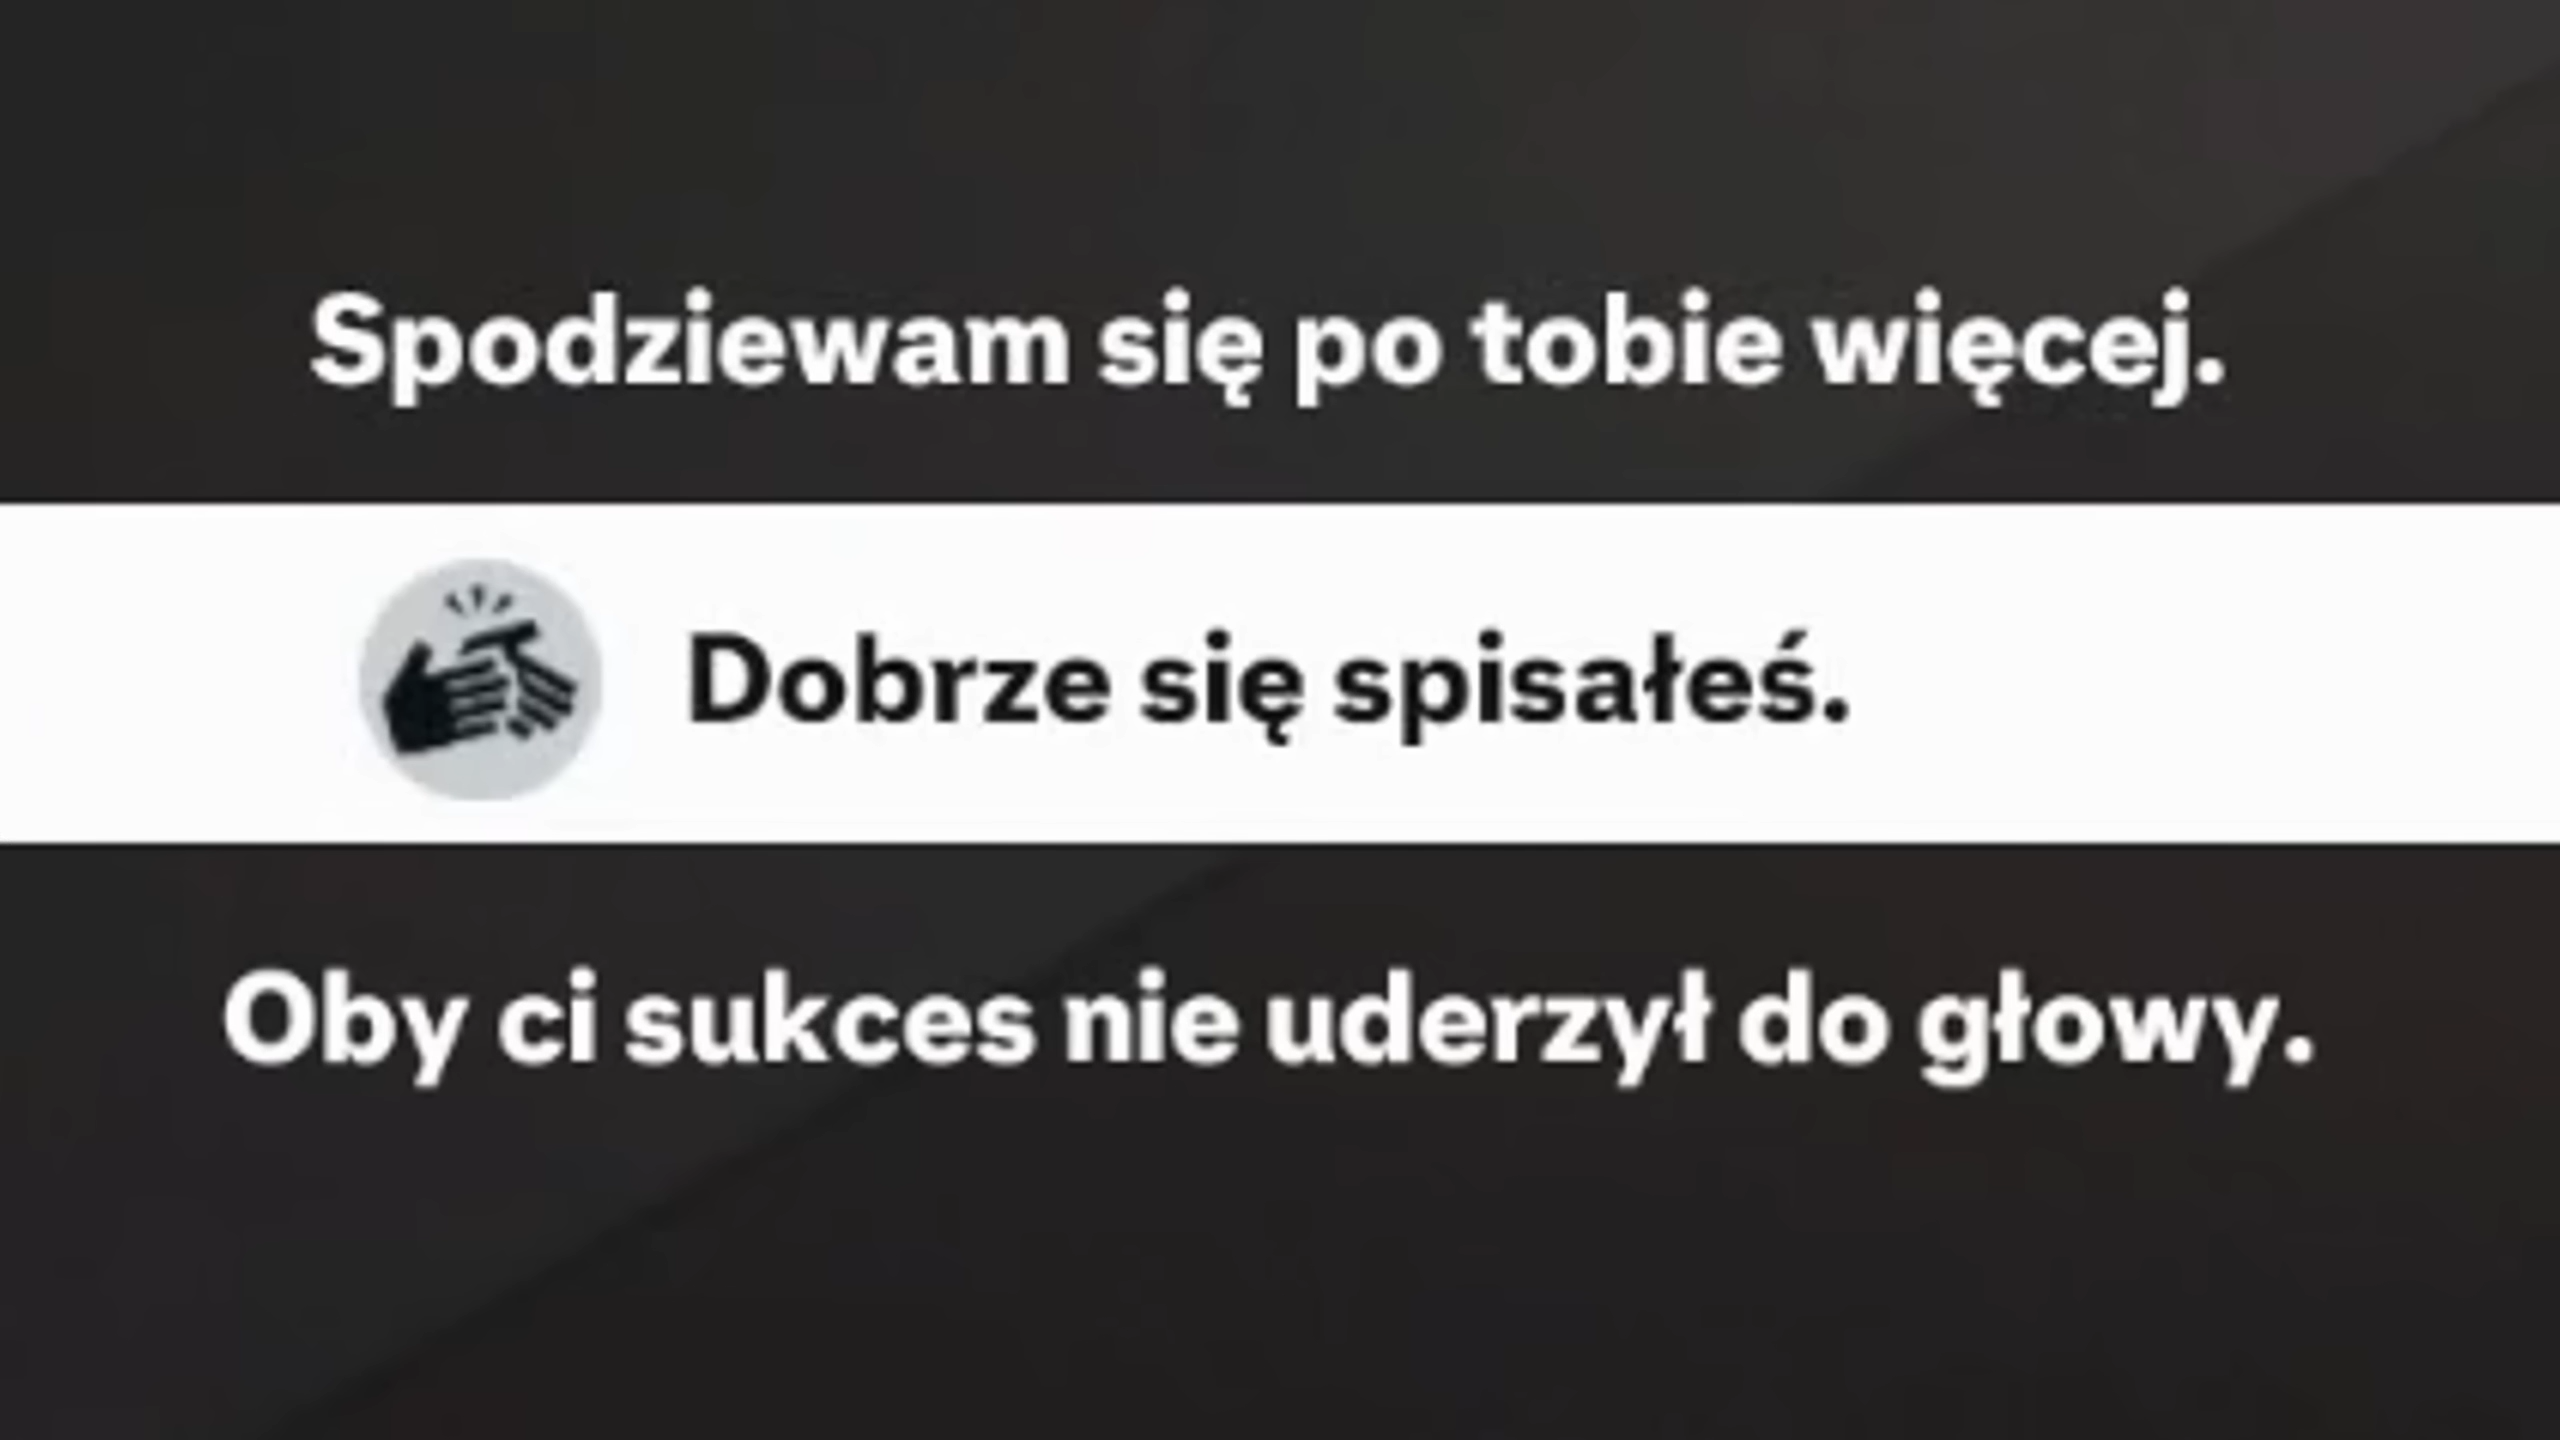 Spodziewam się po tobie więcej.
Dobrze się spisałeś.
Oby ci sukces nie uderzył do głowy.